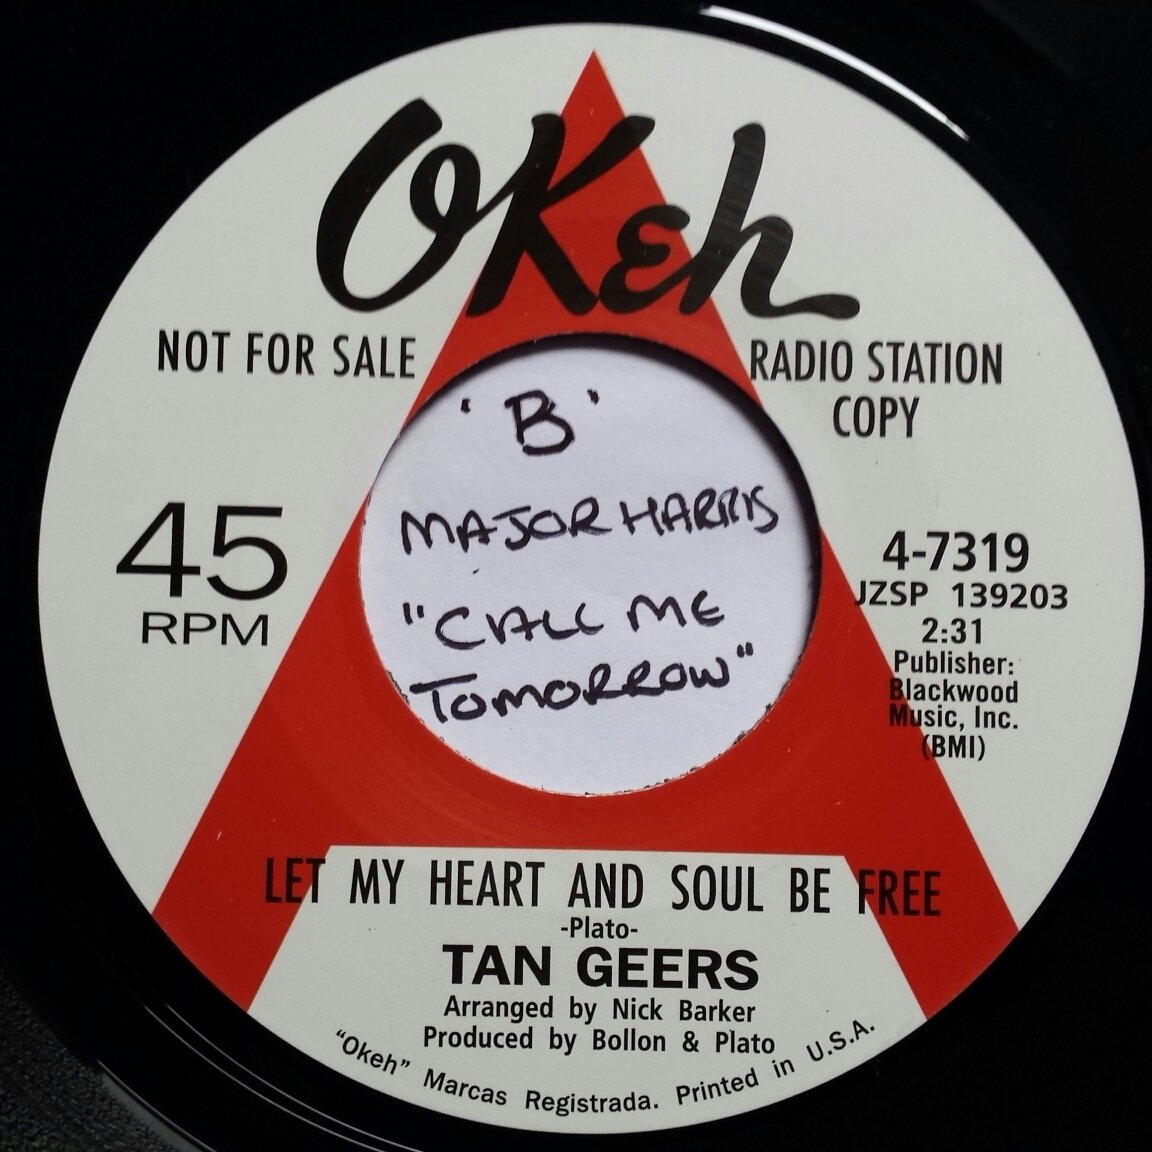 OKeh
NOT FOR SALE
RADIO STATION
COPY
'B'
MAJOR HARRIS
"CALL ME
TOMORROW"
45
RPM
4-7319
JZSP 139203
2:31
Publisher:
Blackwood
Music, Inc.
(BMI)
LET MY HEART AND SOUL BE FREE
-Plato-
TAN GEERS
Arranged by Nick Barker
Produced by Bollon & Plato
"Okeh" Marcas Registrada. Printed in U.S.A.